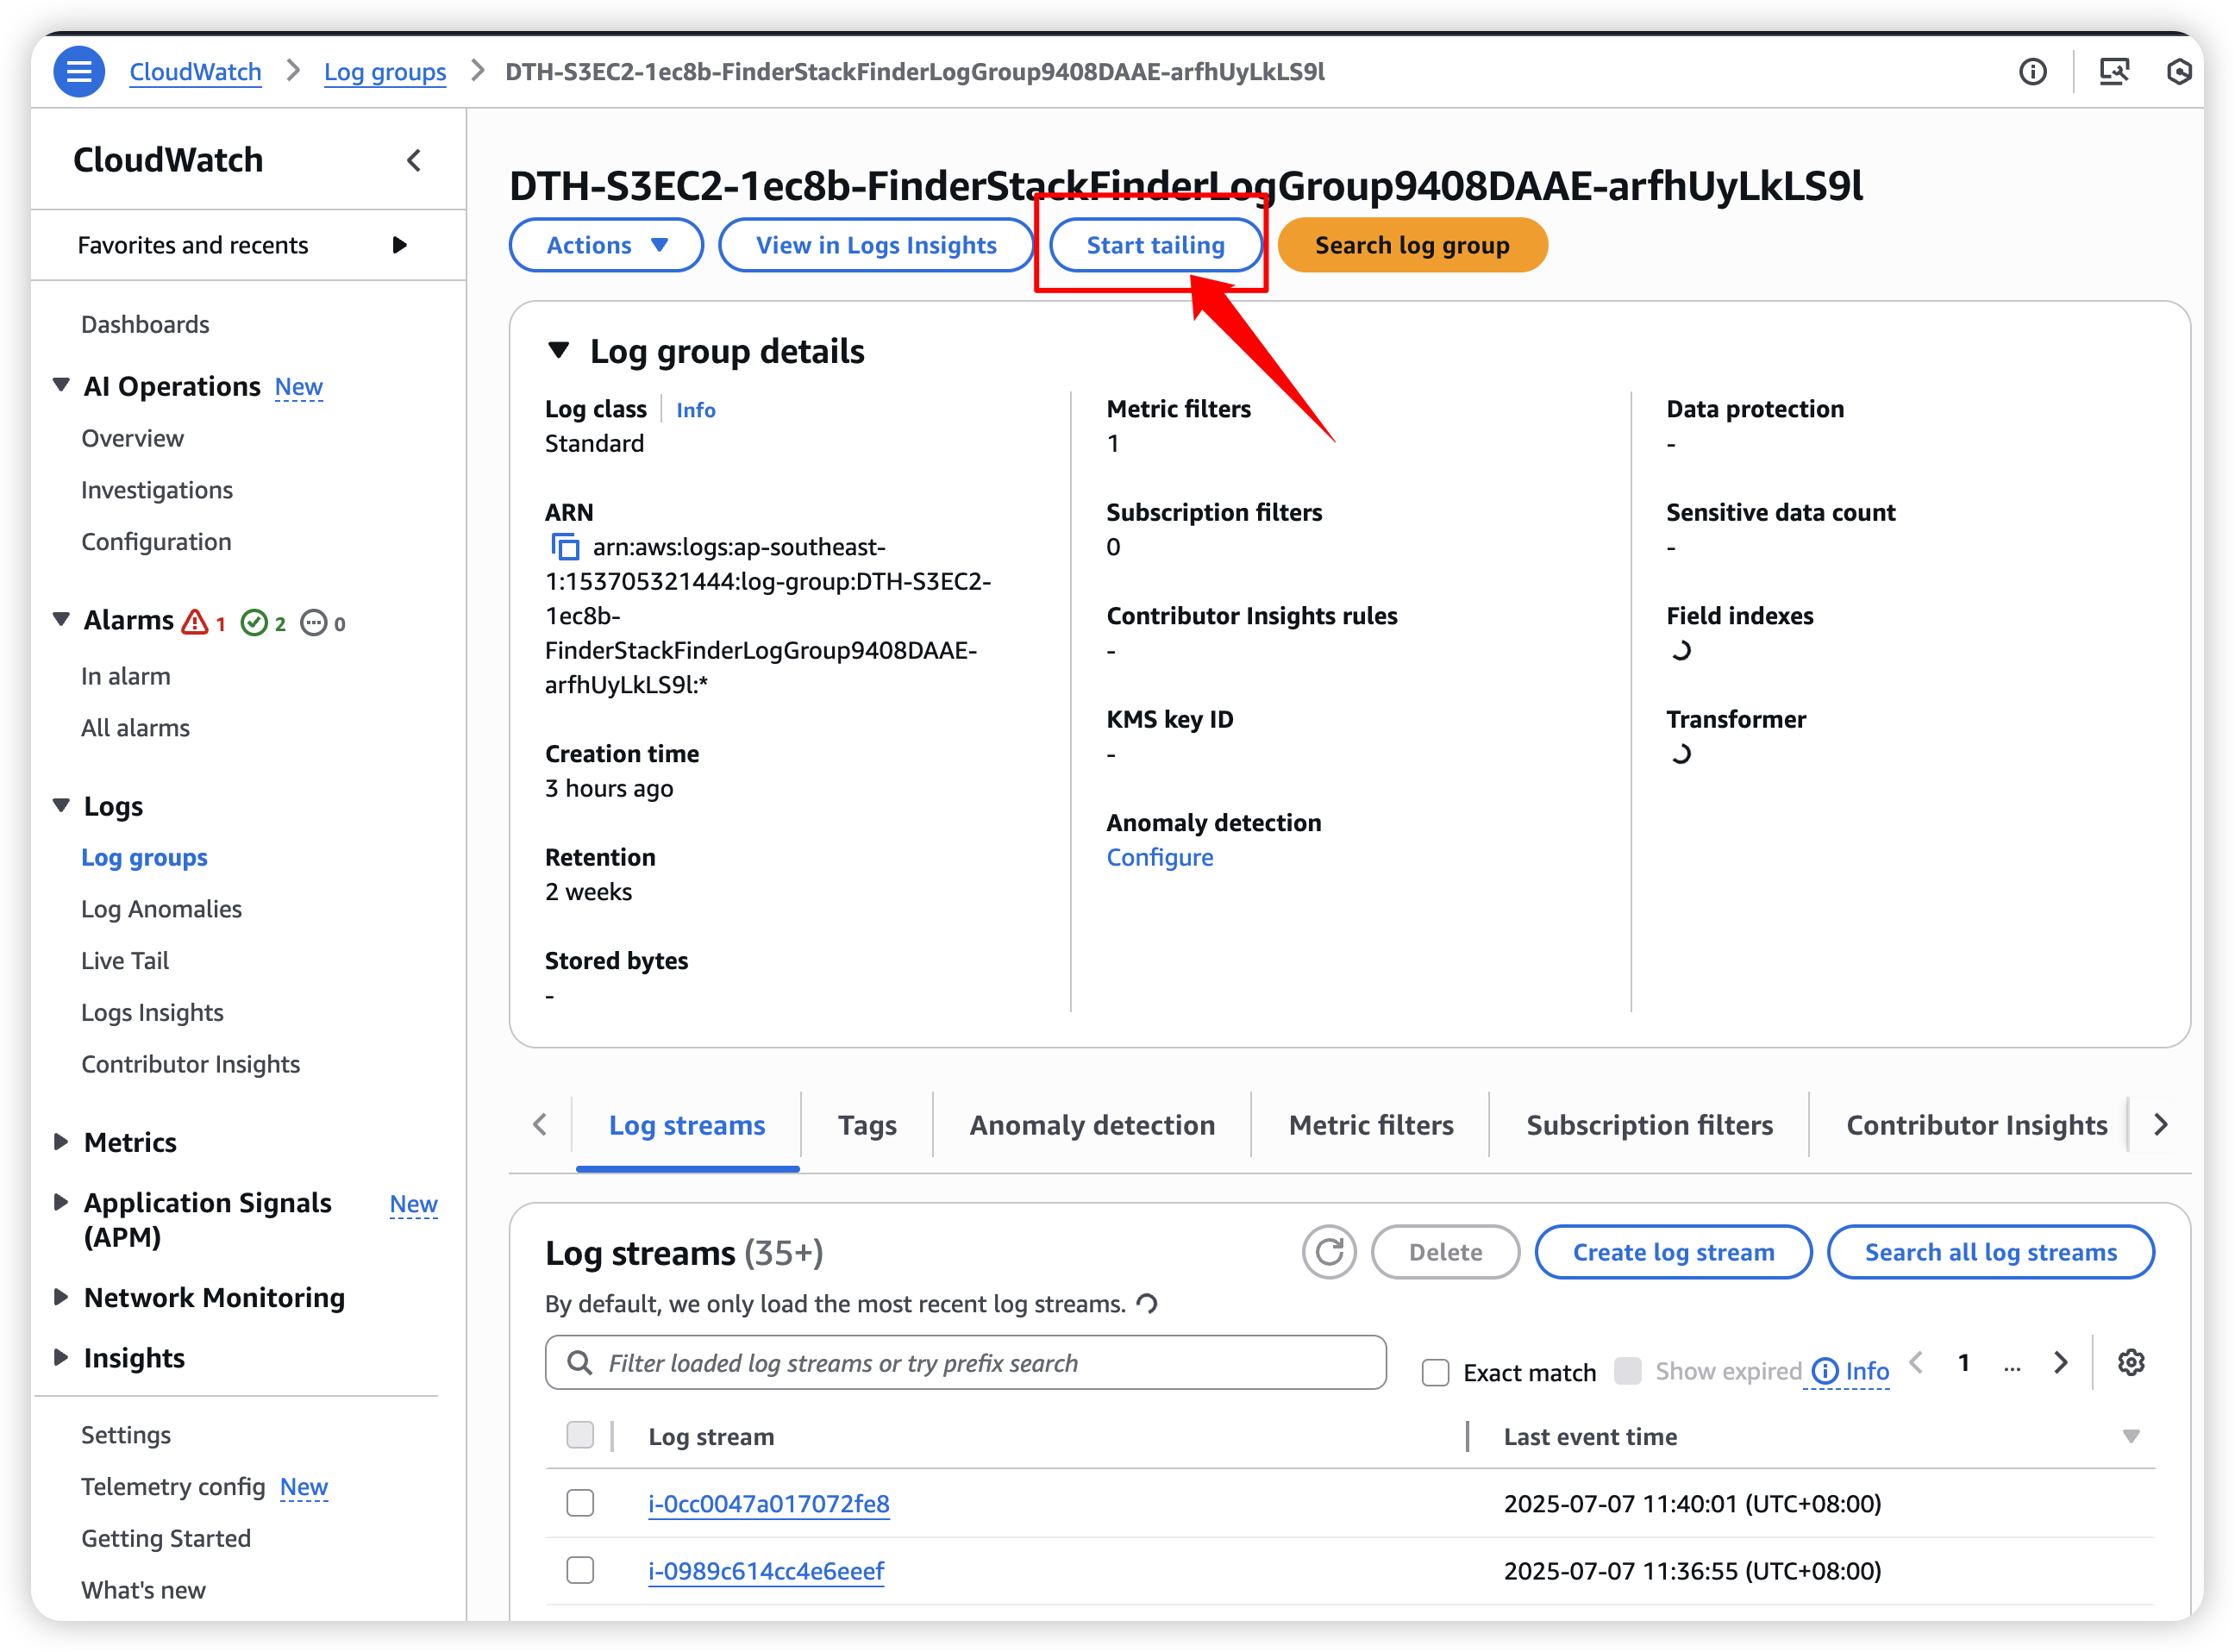 CloudWatch
Log groups
DTH-S3EC2-1ec8b-FinderStackFinderLogGroup9408DAAE-arfhUyLkLS9l
CloudWatch
Favorites and recents
Dashboards
AI Operations New
Overview
Investigations
Configuration
Alarms 1 2 0
In alarm
All alarms
Logs
Log groups
Log Anomalies
Live Tail
Logs Insights
Contributor Insights
Metrics
Application Signals New
(APM)
Network Monitoring
Insights
Settings
Telemetry config New
Getting Started
What's new
DTH-S3EC2-1ec8b-FinderStackFinderLogGroup9408DAAE-arfhUyLkLS9l
Actions
View in Logs Insights
Start tailing
Search log group
Log group details
Log class Info
Standard
ARN
arn:aws:logs:ap-southeast-
1:153705321444:log-group:DTH-S3EC2-
1ec8b-
FinderStackFinderLogGroup9408DAAE-
arfhUyLkLS9l:*
Creation time
3 hours ago
Retention
2 weeks
Stored bytes
-
Metric filters
1
Subscription filters
0
Contributor Insights rules
-
KMS key ID
-
Anomaly detection
Configure
Data protection
-
Sensitive data count
-
Field indexes
Transformer
Log streams
Tags
Anomaly detection
Metric filters
Subscription filters
Contributor Insights
Log streams (35+)
Delete
Create log stream
Search all log streams
By default, we only load the most recent log streams.
Filter loaded log streams or try prefix search
Exact match
Show expired Info
1 ...
Log stream
Last event time
i-0cc0047a017072fe8
2025-07-07 11:40:01 (UTC+08:00)
i-0989c614cc4e6eeef
2025-07-07 11:36:55 (UTC+08:00)